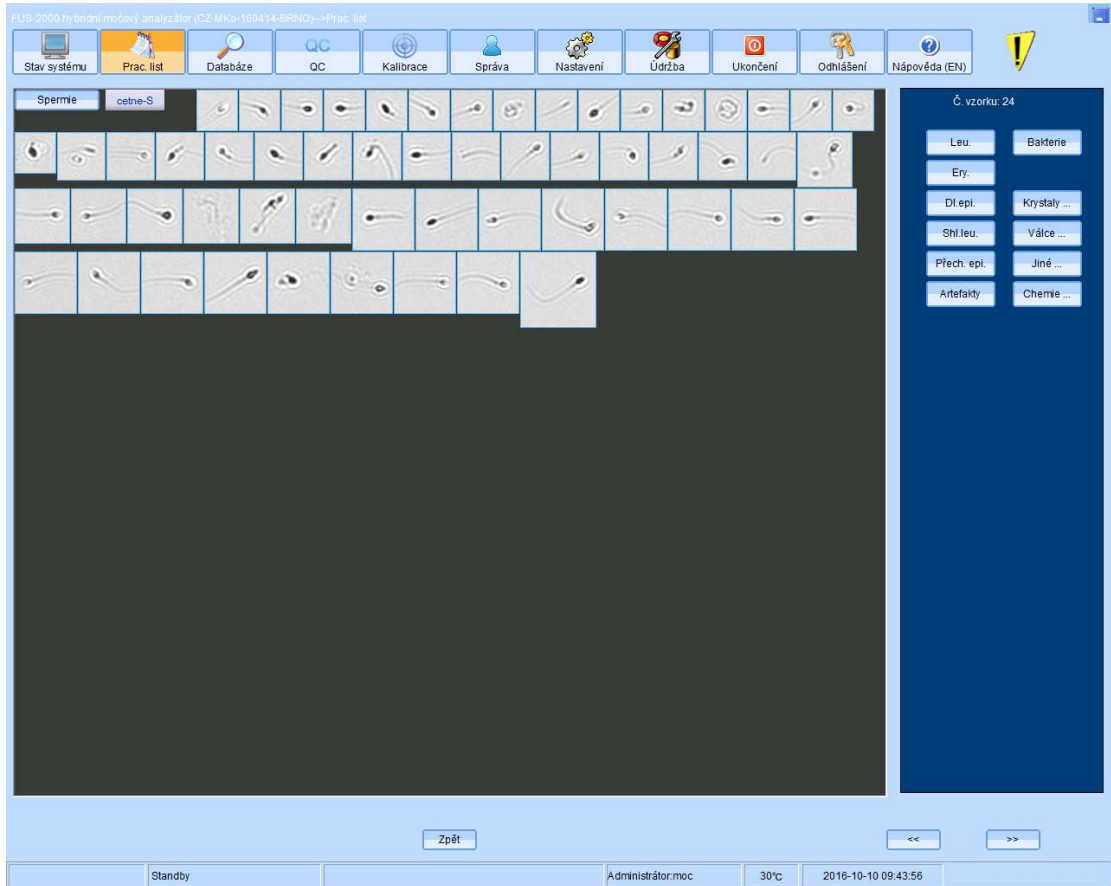 FUS-2000 hybridní močový analyzátor (CZ-MKo-160414-BRNO)-->Prac. list
Stav systému Prac. list Databáze QC QC Kalibrace Správa Nastavení Údržba Ukončení Odhlášení Nápověda (EN)
Spermie cetne-S
Č. vzorku: 24
Leu. Bakterie
Ery.
Dl.epi. Krystaly ...
Shl.leu. Válce ...
Přech. epi. Jiné ...
Artefakty Chemie ...
Zpět << >>
Standby Administrátor:moc 30°C 2016-10-10 09:43:56